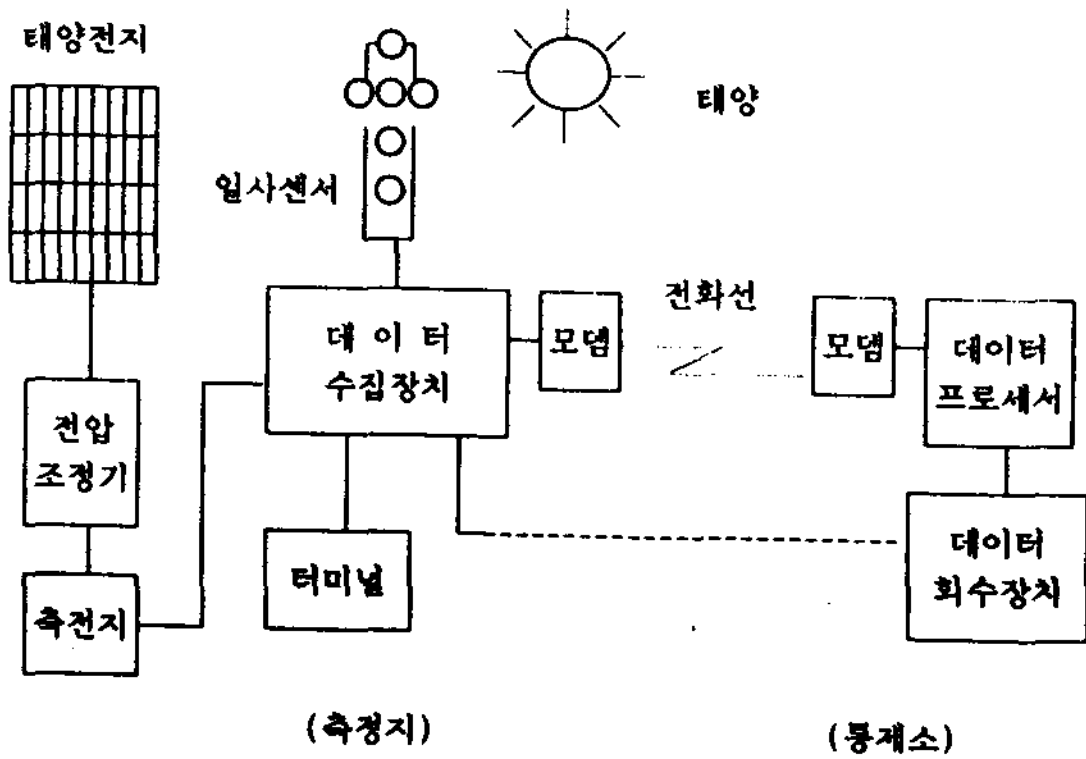 태양전지
태양
일사센서
전화선
데 이 터
수집장치
모뎀
모뎀
데이터
프로세서
전압
조정기
터미널
데이터
회수장치
축전지
(측정지)
(통제소)